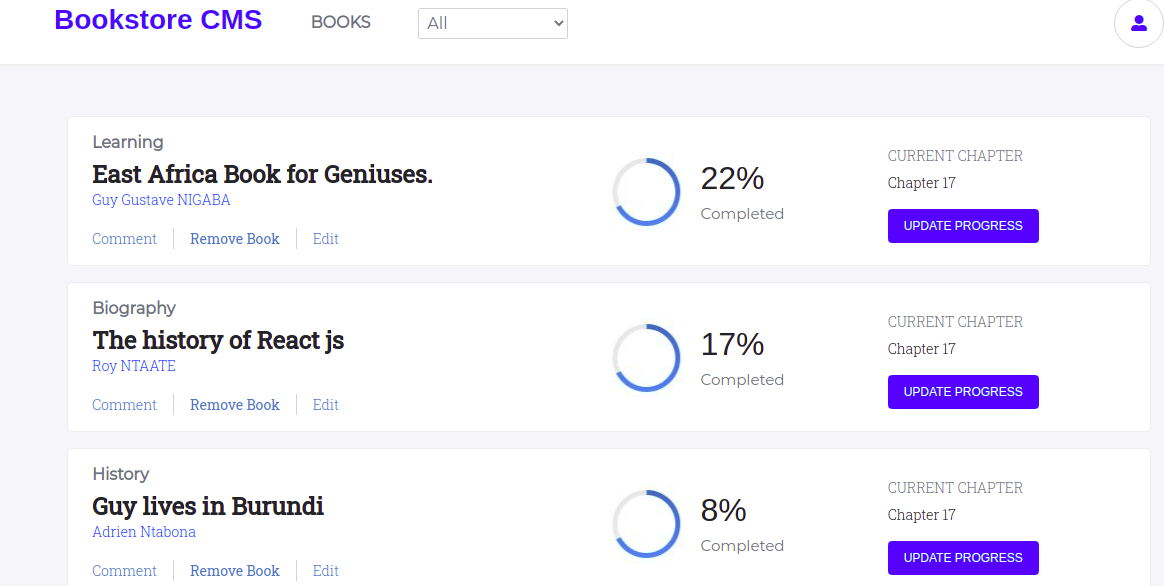 Bookstore CMS BOOKS All
Learning
East Africa Book for Geniuses.
Guy Gustave NIGABA
Comment Remove Book Edit
22%
Completed
CURRENT CHAPTER
Chapter 17
UPDATE PROGRESS
Biography
The history of React js
Roy NTAATE
Comment Remove Book Edit
17%
Completed
CURRENT CHAPTER
Chapter 17
UPDATE PROGRESS
History
Guy lives in Burundi
Adrien Ntabona
Comment Remove Book Edit
8%
Completed
CURRENT CHAPTER
Chapter 17
UPDATE PROGRESS